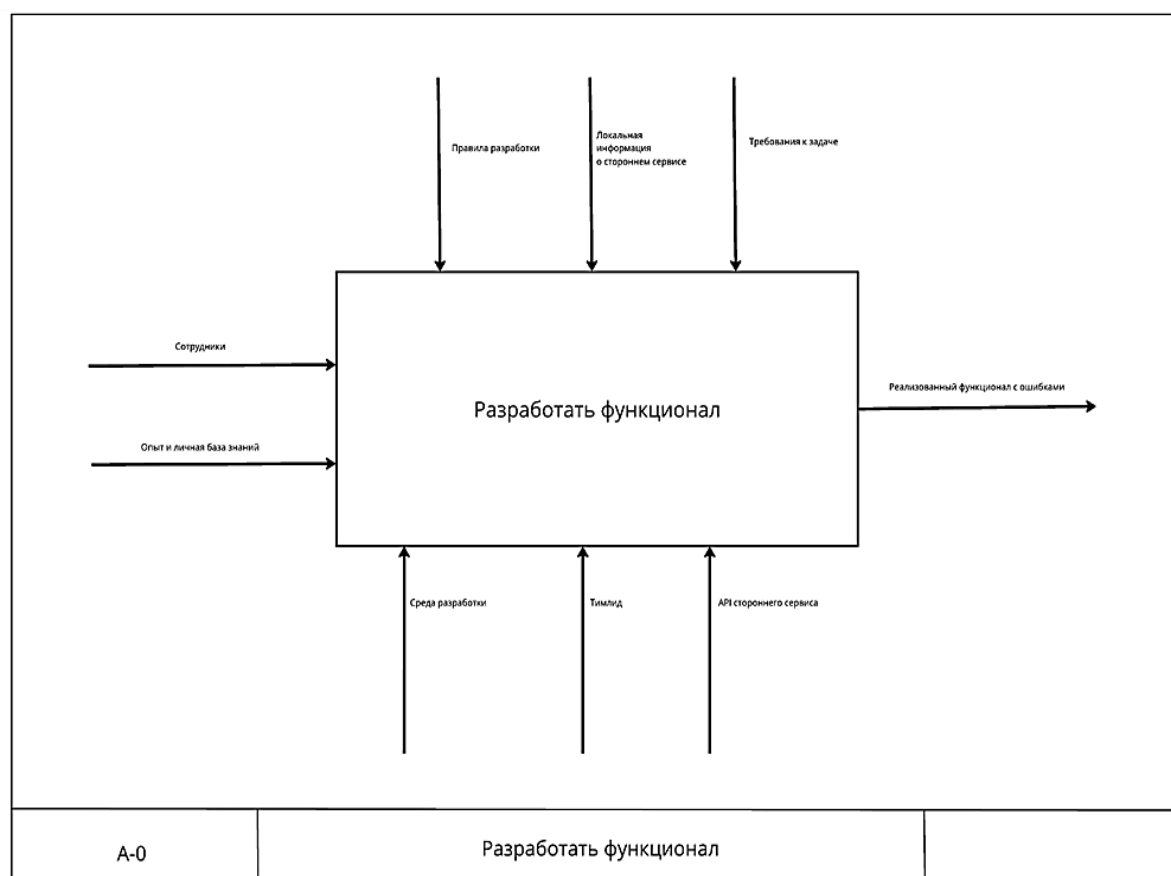 Правила разработки
Локальная
информация
о стороннем сервисе
Требования к задаче
Сотрудники
Опыт и личная база знаний
Разработать функционал
Реализованный функционал с ошибками
Среда разработки
Тимлид
API стороннего сервиса
A-0
Разработать функционал